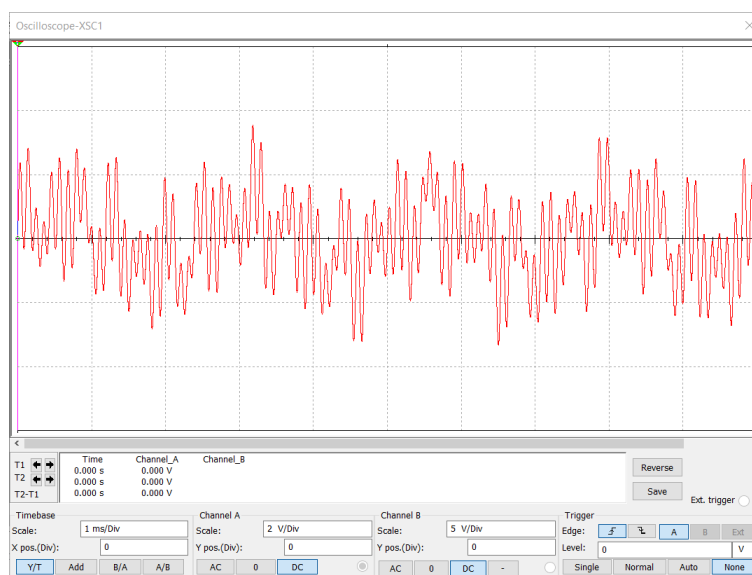 Oscilloscope-XSC1
Time Channel_A Channel_B
T1 0.000 s 0.000 V
T2 0.000 s 0.000 V
T2-T1 0.000 s 0.000 V
Reverse
Save
Ext. trigger
Timebase Channel A Channel B Trigger
Scale: 1 ms/Div Scale: 2 V/Div Scale: 5 V/Div Edge: A B Ext
X pos.(Div): 0 Y pos.(Div): 0 Y pos.(Div): 0 Level: 0 V
Y/T Add B/A A/B AC 0 DC AC 0 DC - Single Normal Auto None